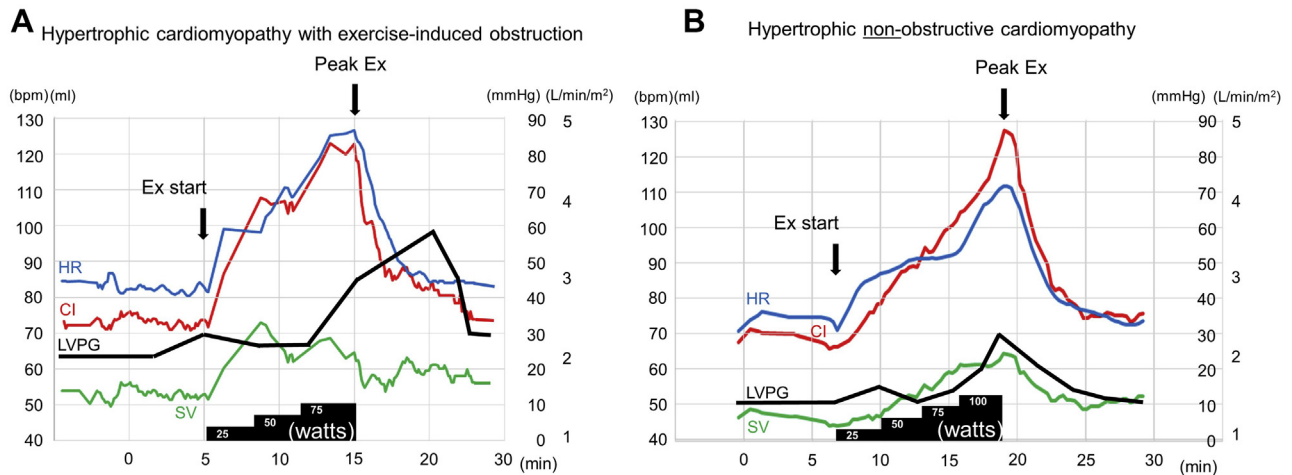 A Hypertrophic cardiomyopathy with exercise-induced obstruction
Peak Ex
(bpm)(ml) (mmHg) (L/min/m²)
130 90 5
120 80
110 70
Ex start
100 60 4
90 50
HR
80 40 3
CI
70 30
LVPG
60 20 2
50 10
SV
75
50
25 (watts)
40 0 1
0 5 10 15 20 30 (min)
B Hypertrophic non-obstructive cardiomyopathy
Peak Ex
(bpm)(ml) (mmHg) (L/min/m²)
130 90 5
120 80
110 70
100 60 4
Ex start
90 50
80 40 3
HR
70 30
CI
60 20 2
LVPG
50 10
SV
100
75
50
25 (watts)
40 0 1
0 5 10 15 20 30 (min)